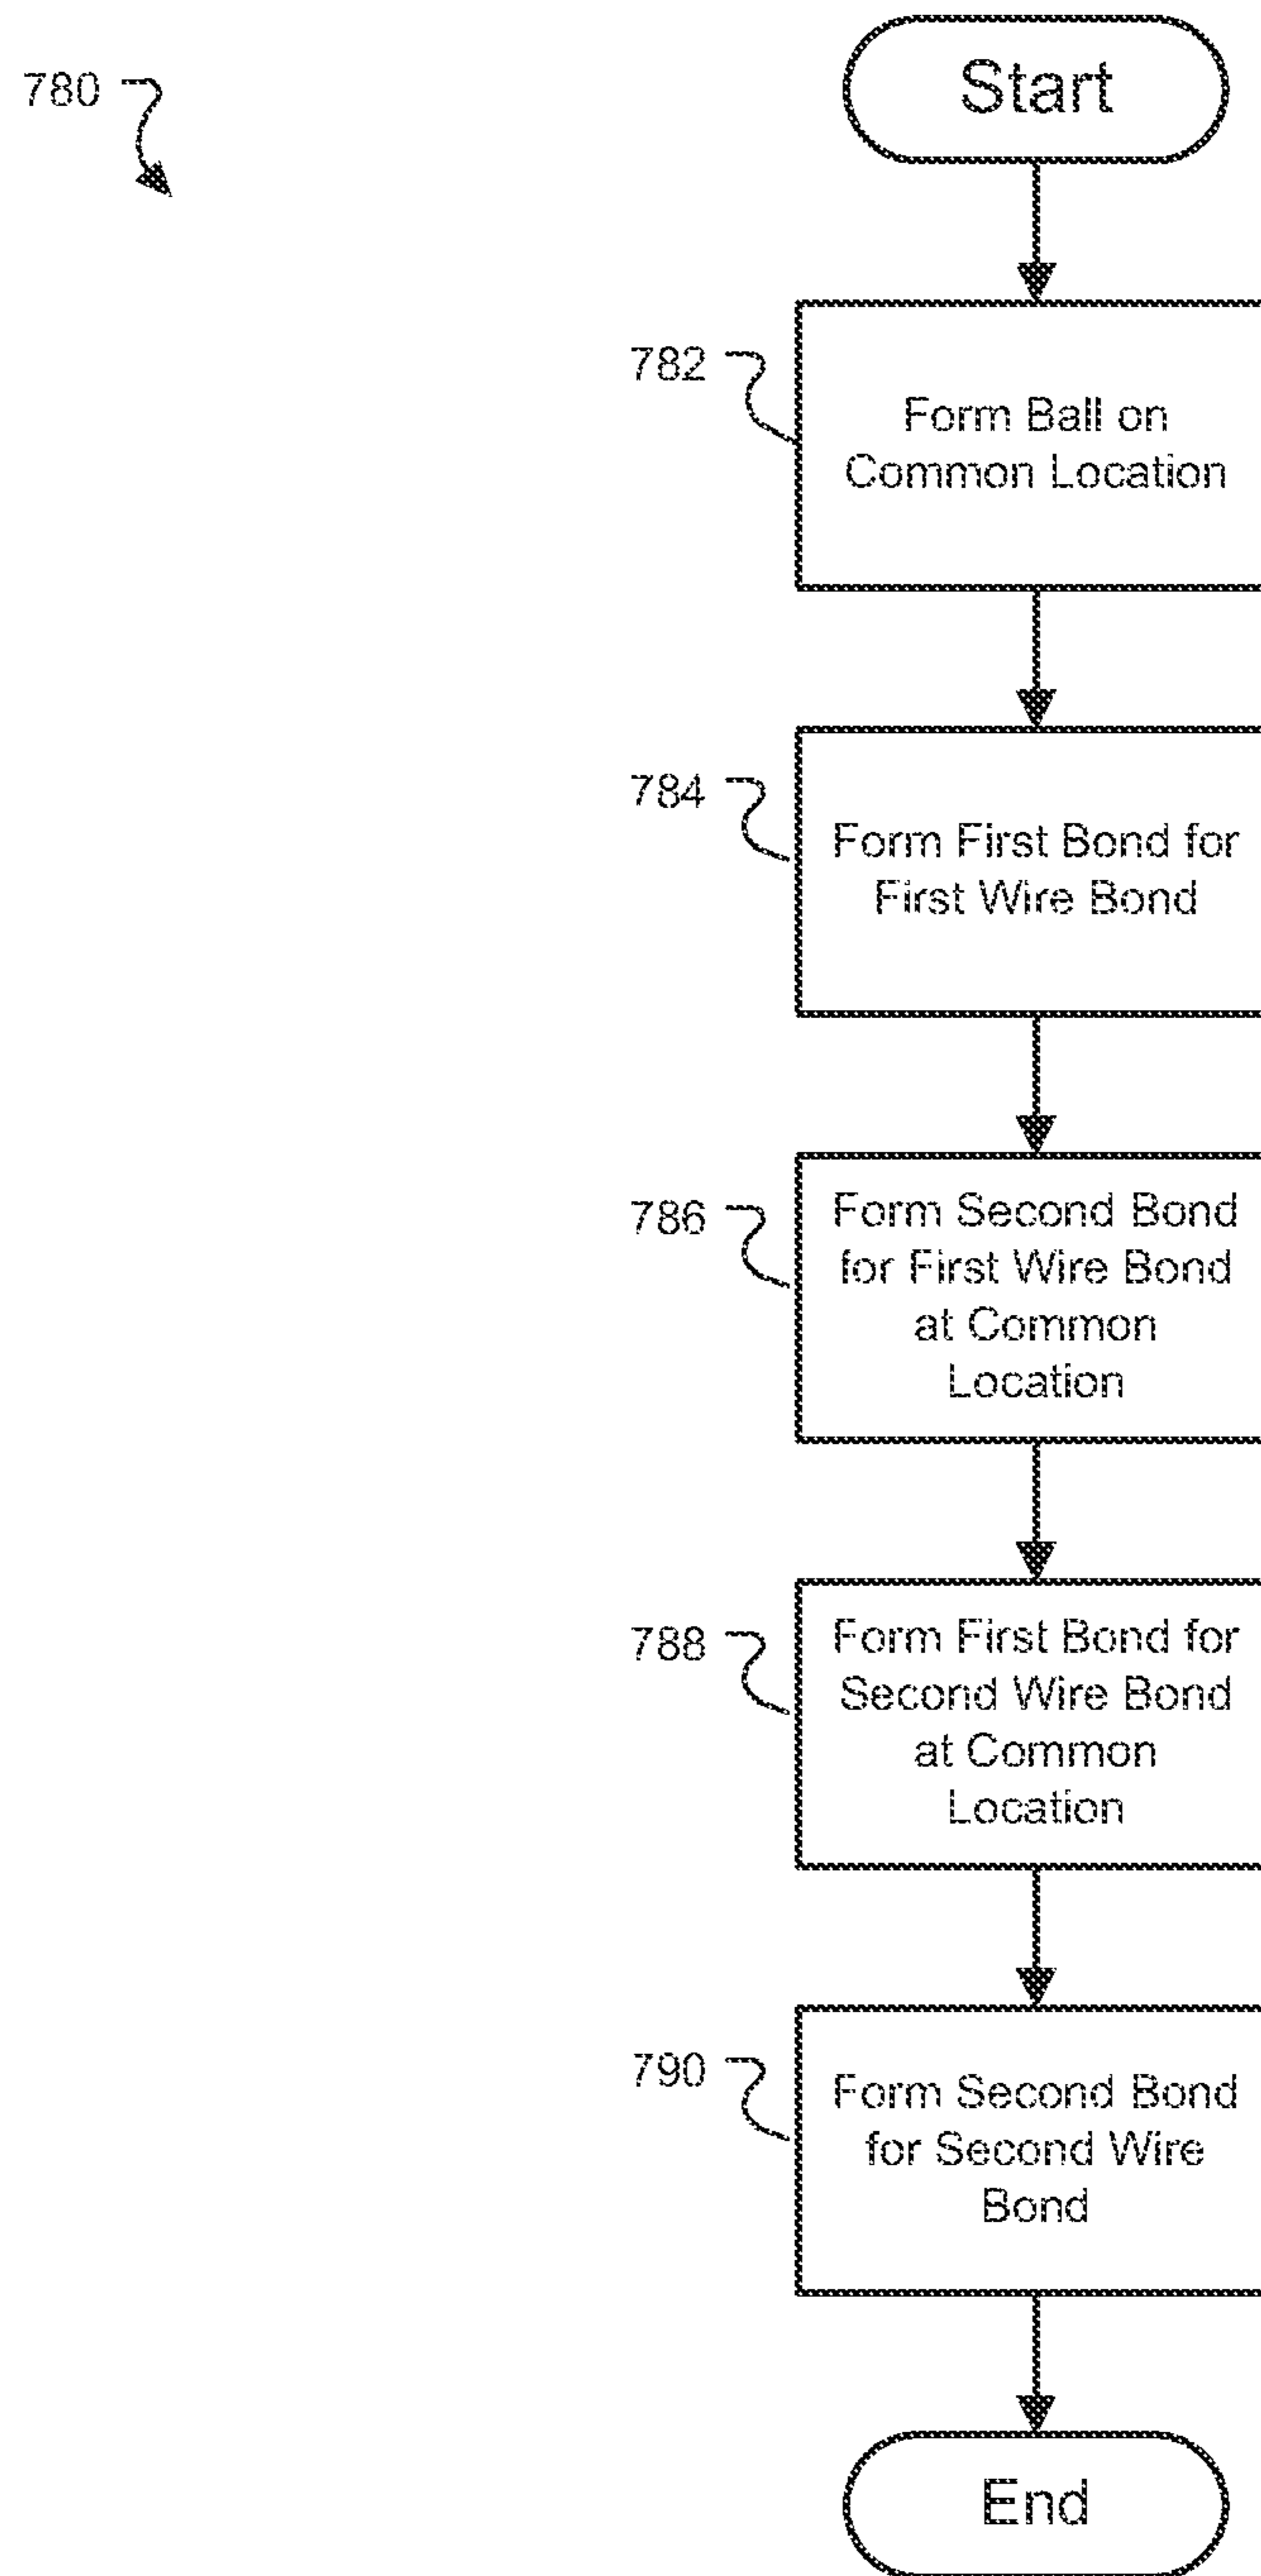 780
Start
782
Form Ball on
Common Location
784
Form First Bond for
First Wire Bond
786
Form Second Bond
for First Wire Bond
at Common
Location
788
Form First Bond for
Second Wire Bond
at Common
Location
790
Form Second Bond
for Second Wire
Bond
End